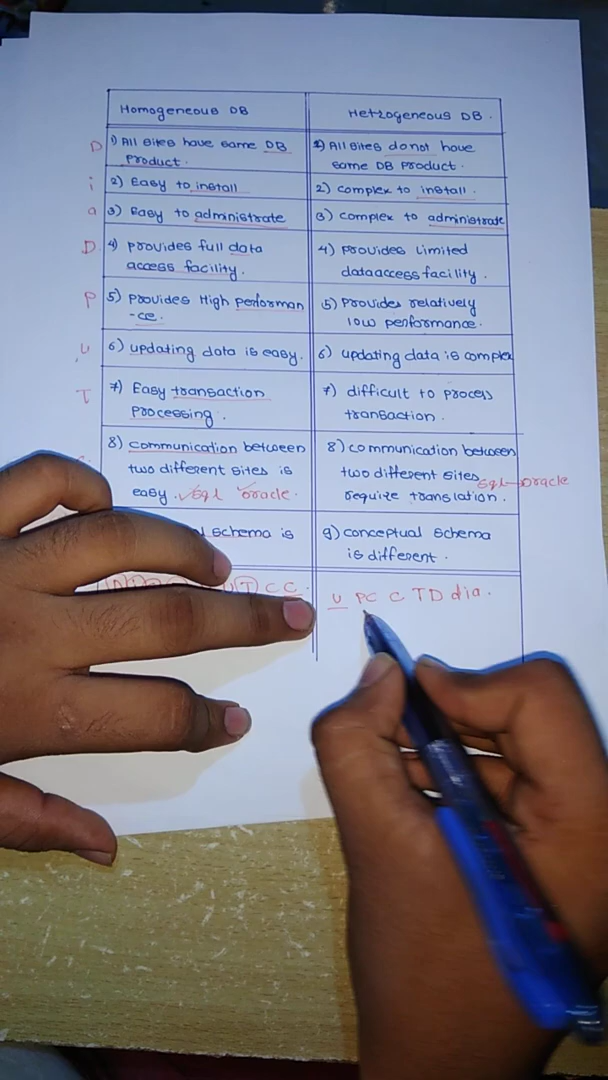 Homogeneous DB
Hetrogeneous DB.
D
1) All sites have same DB
product.
1) All sites do not have
same DB product.
i
2) Easy to install
2) complex to install.
a
3) Easy to administrate
3) complex to administrate
D
4) provides full data
access facility.
4) provides Limited
data access facility.
P
5) provides High performan
-ce.
5) provides relatively
low performance.
U
6) updating data is easy.
6) updating data is complex
T
7) Easy transaction
processing.
7) difficult to process
transaction.
8) communication between
two different sites is
easy. Sql oracle.
8) communication between
two different sites
Sql → oracle
require translation.
schema is
9) conceptual schema
is different.
U T C C.
U PC C TD dia.